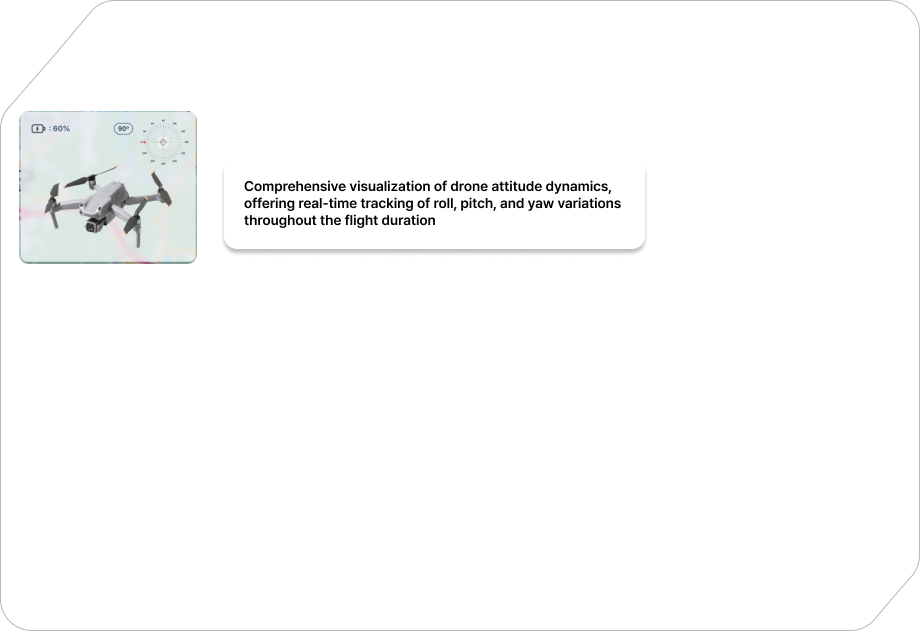 : 60%
90º
Comprehensive visualization of drone attitude dynamics,
offering real-time tracking of roll, pitch, and yaw variations
throughout the flight duration